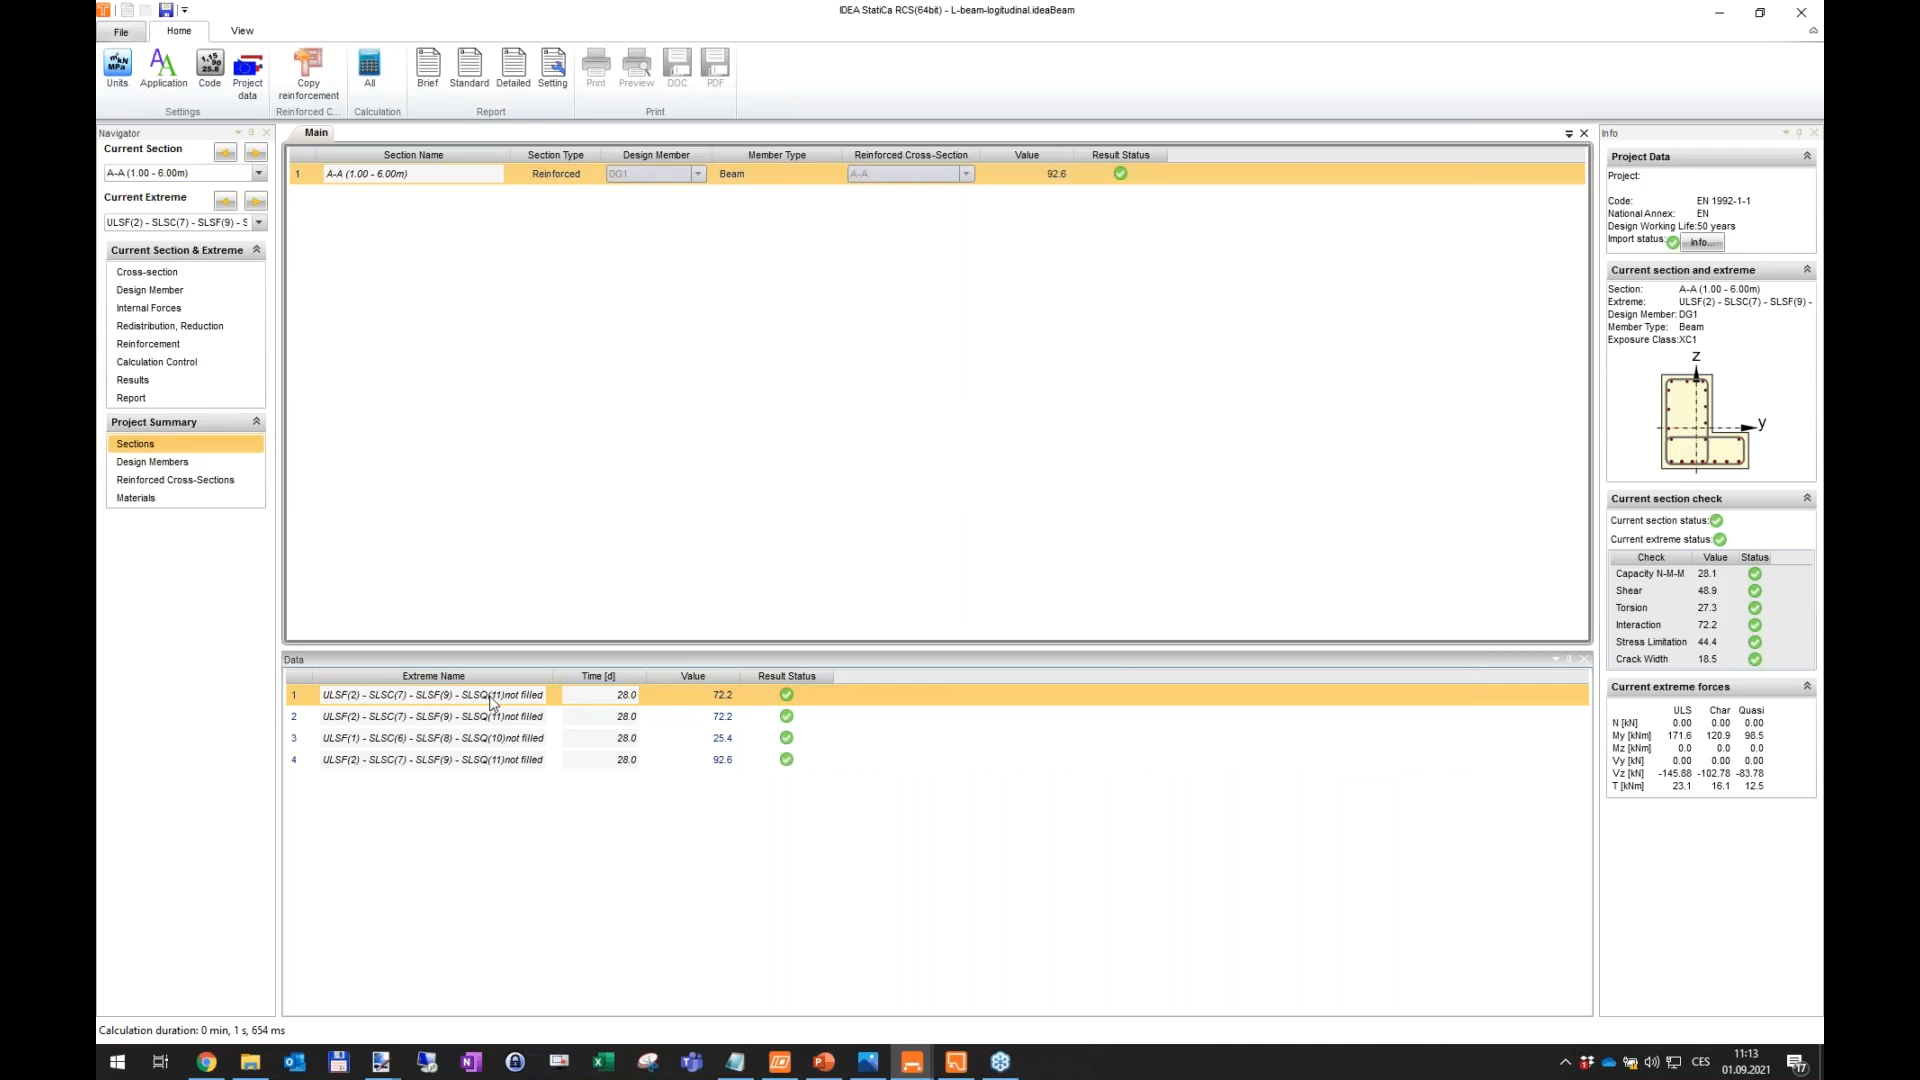 IDEA StatiCa RCS(64bit) - L-beam-logitudinal.ideaBeam
File Home View
Units Application Code Project data Copy reinforcement All Brief Standard Detailed Setting Print Preview DOC PDF
Settings Reinforced C... Calculation Report Print
Navigator
Current Section
A-A (1.00 - 6.00m)
Current Extreme
ULSF(2) - SLSC(7) - SLSF(9) - S
Current Section & Extreme
Cross-section
Design Member
Internal Forces
Redistribution, Reduction
Reinforcement
Calculation Control
Results
Report
Project Summary
Sections
Design Members
Reinforced Cross-Sections
Materials
Main
Section Name Section Type Design Member Member Type Reinforced Cross-Section Value Result Status
1 A-A (1.00 - 6.00m) Reinforced DG1 Beam A-A 92.6
Data
Extreme Name Time [d] Value Result Status
1 ULSF(2) - SLSC(7) - SLSF(9) - SLSQ(11)not filled 28.0 72.2
2 ULSF(2) - SLSC(7) - SLSF(9) - SLSQ(11)not filled 28.0 72.2
3 ULSF(1) - SLSC(6) - SLSF(8) - SLSQ(10)not filled 28.0 25.4
4 ULSF(2) - SLSC(7) - SLSF(9) - SLSQ(11)not filled 28.0 92.6
Info
Project Data
Project:
Code: EN 1992-1-1
National Annex: EN
Design Working Life:50 years
Import status: Info...
Current section and extreme
Section: A-A (1.00 - 6.00m)
Extreme: ULSF(2) - SLSC(7) - SLSF(9) -
Design Member: DG1
Member Type: Beam
Exposure Class:XC1
z
y
Current section check
Current section status:
Current extreme status:
Check Value Status
Capacity N-M-M 28.1
Shear 48.9
Torsion 27.3
Interaction 72.2
Stress Limitation 44.4
Crack Width 18.5
Current extreme forces
ULS Char Quasi
N [kN] 0.00 0.00 0.00
My [kNm] 171.6 120.9 98.5
Mz [kNm] 0.0 0.0 0.0
Vy [kN] 0.00 0.00 0.00
Vz [kN] -145.88 -102.78 -83.78
T [kNm] 23.1 16.1 12.5
Calculation duration: 0 min, 1 s, 654 ms
CES
11:13
01.09.2021
17